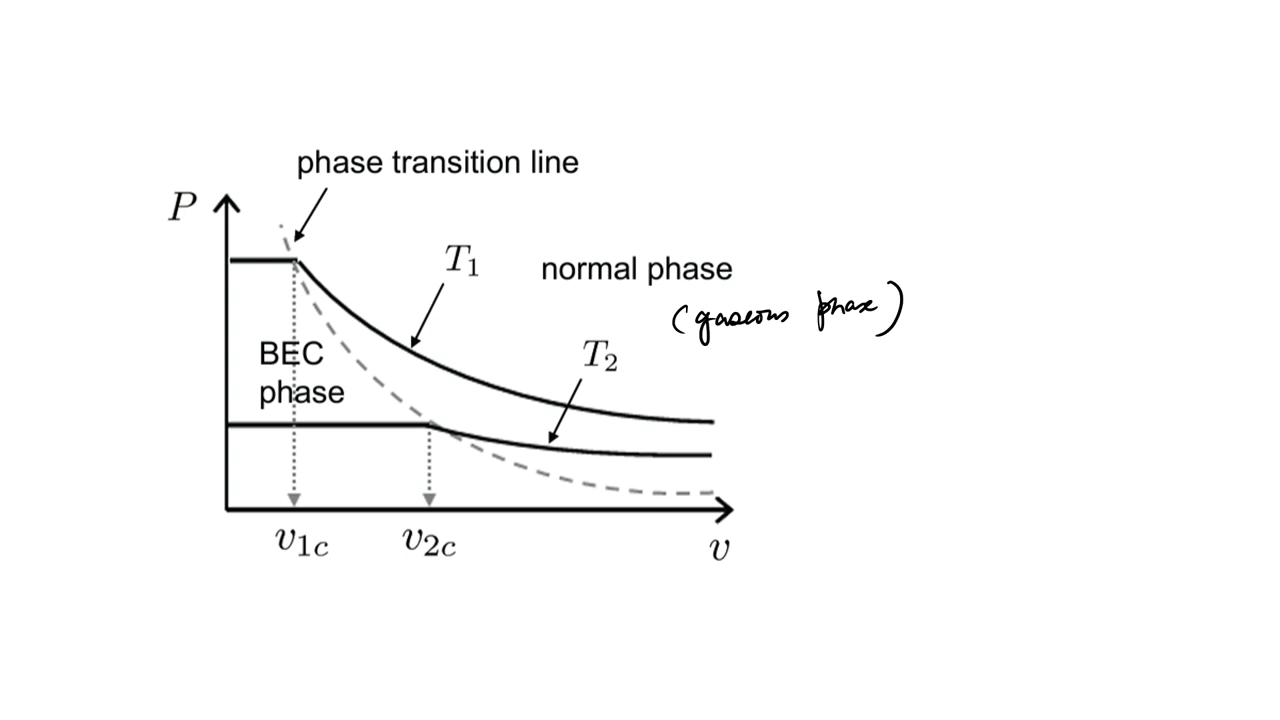 phase transition line
P
T₁
normal phase
(gaseous phase)
T₂
BEC
phase
v₁c
v₂c
v